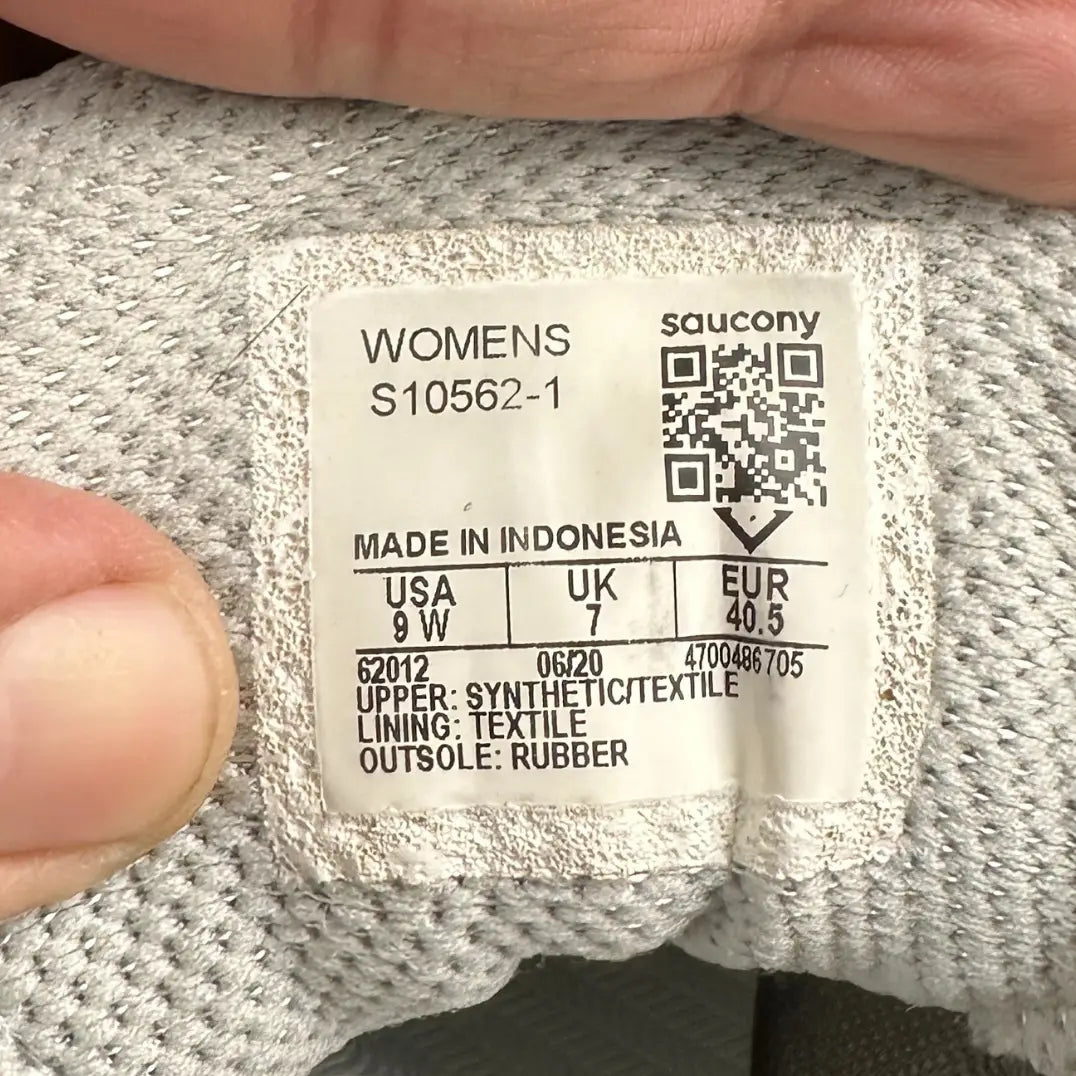 saucony
WOMENS
S10562-1
MADE IN INDONESIA
USA UK EUR
9 W 7 40.5
62012 06/20 4700486705
UPPER: SYNTHETIC/TEXTILE
LINING: TEXTILE
OUTSOLE: RUBBER